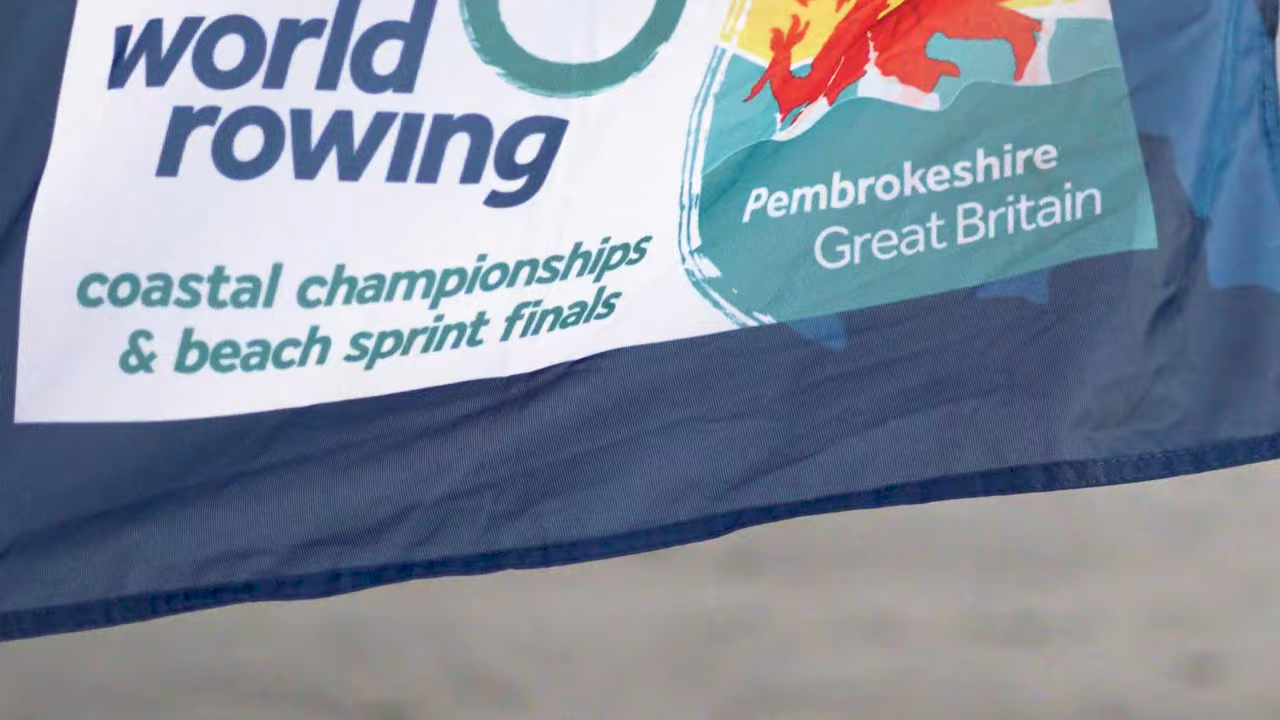 world
rowing
coastal championships
& beach sprint finals
Pembrokeshire
Great Britain